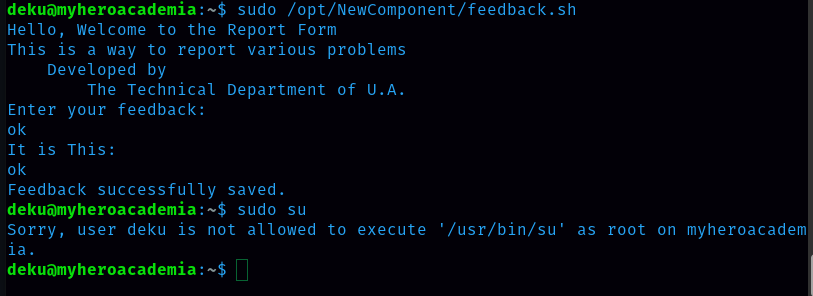 deku@myheroacademia:~$ sudo /opt/NewComponent/feedback.sh
Hello, Welcome to the Report Form
This is a way to report various problems
    Developed by
        The Technical Department of U.A.
Enter your feedback:
ok
It is This:
ok
Feedback successfully saved.
deku@myheroacademia:~$ sudo su
Sorry, user deku is not allowed to execute '/usr/bin/su' as root on myheroacadem
ia.
deku@myheroacademia:~$